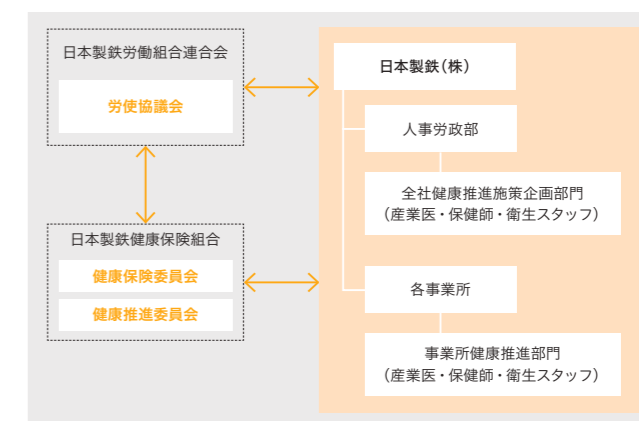 日本製鉄労働組合連合会
労使協議会
日本製鉄健康保険組合
健康保険委員会
健康推進委員会
日本製鉄（株）
人事労政部
全社健康推進施策企画部門
（産業医・保健師・衛生スタッフ）
各事業所
事業所健康推進部門
（産業医・保健師・衛生スタッフ）